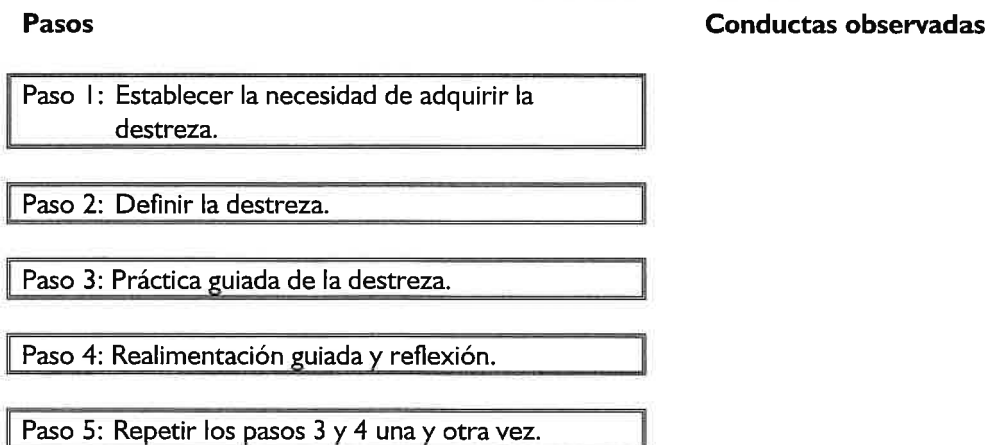 Pasos Conductas observadas
Paso 1: Establecer la necesidad de adquirir la
destreza.
Paso 2: Definir la destreza.
Paso 3: Práctica guiada de la destreza.
Paso 4: Realimentación guiada y reflexión.
Paso 5: Repetir los pasos 3 y 4 una y otra vez.